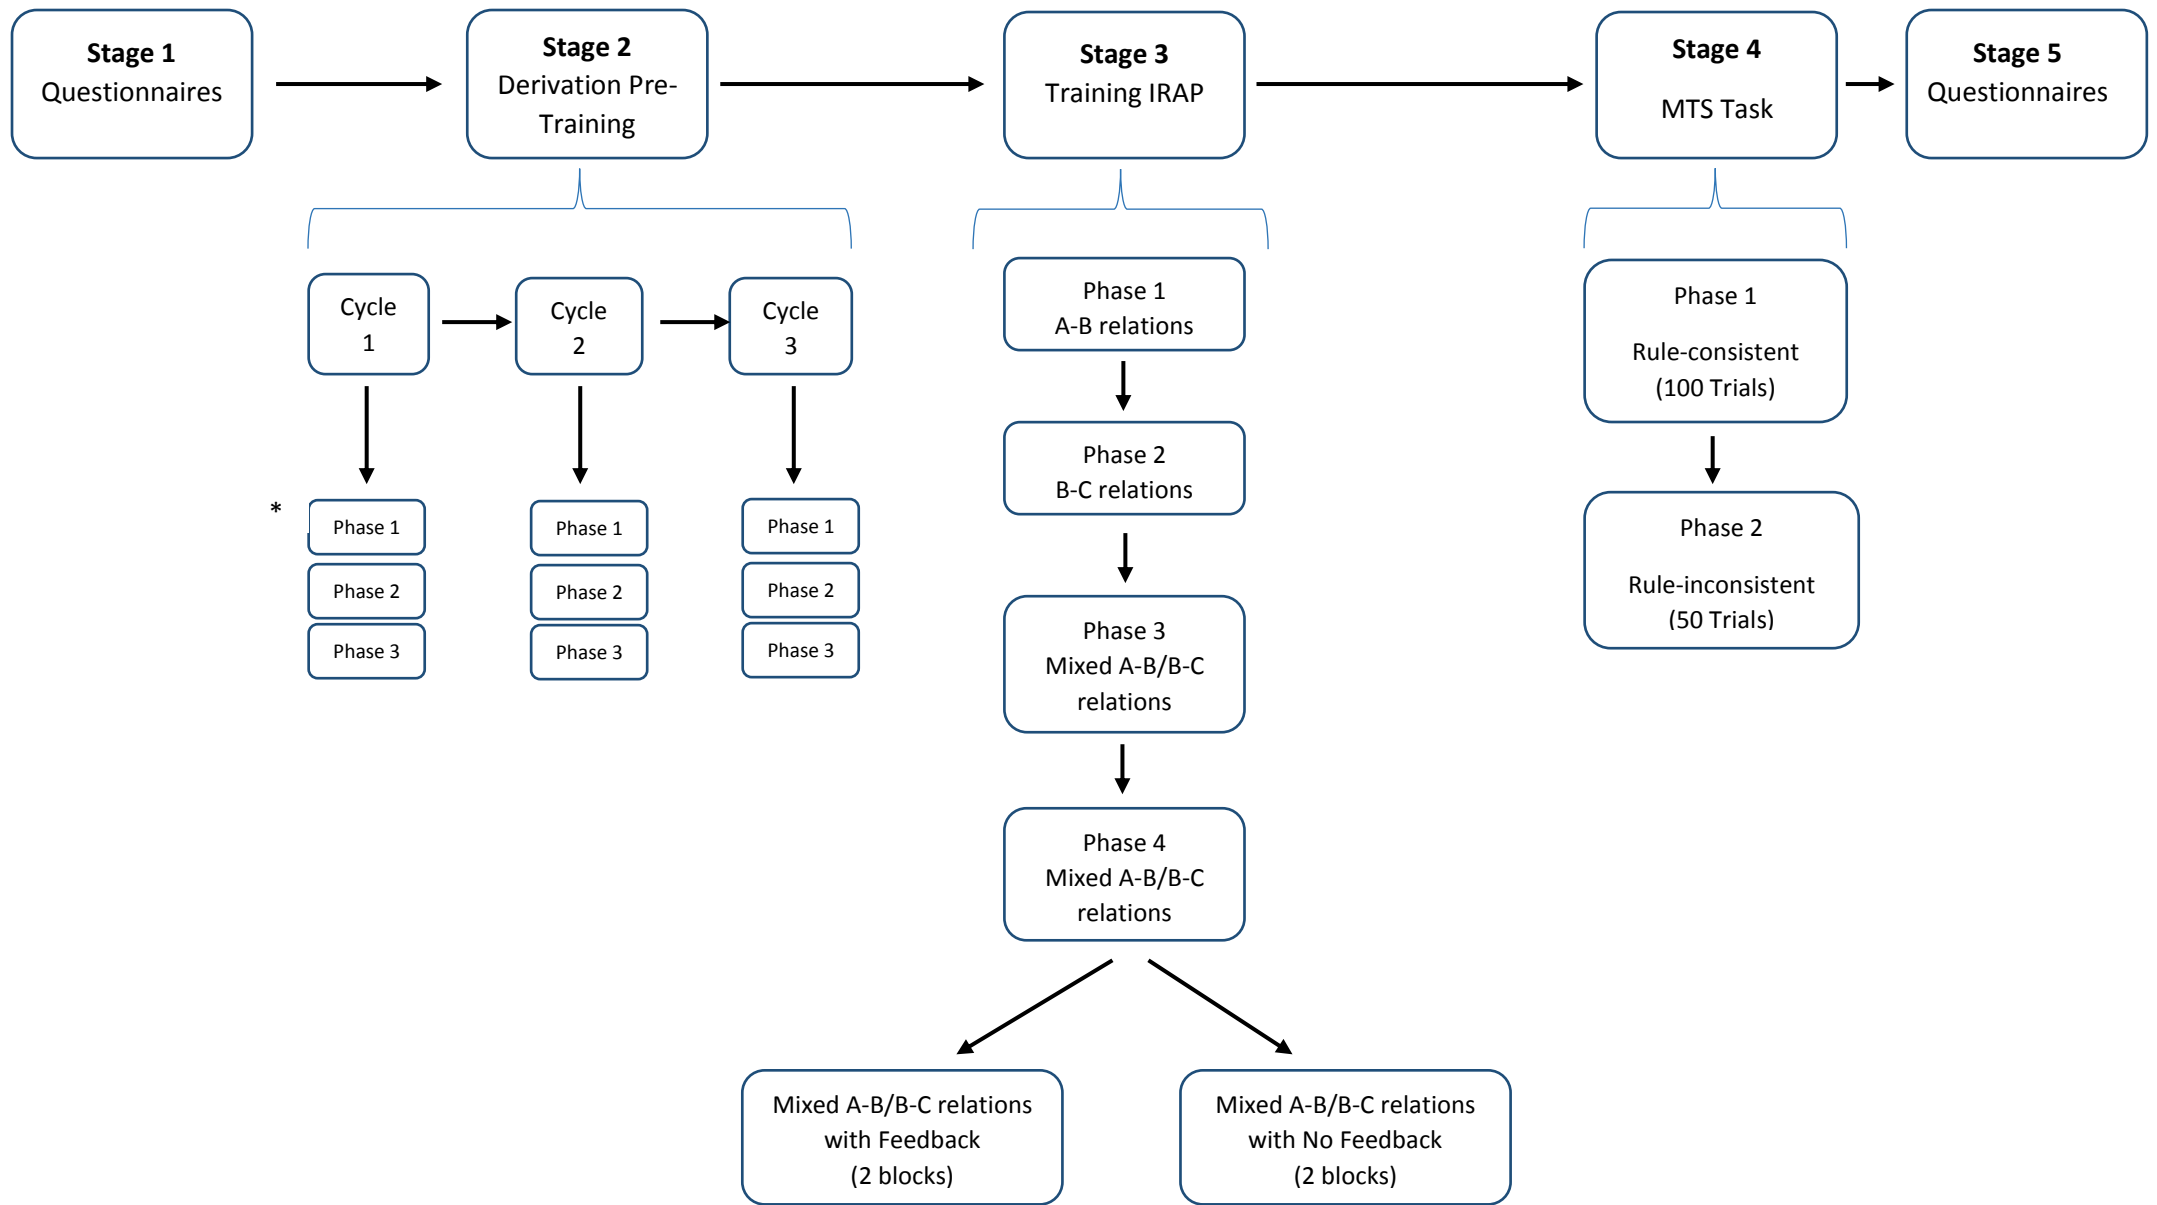 Stage 1
Questionnaires
Stage 2
Derivation Pre-
Training
Stage 3
Training IRAP
Stage 4
MTS Task
Stage 5
Questionnaires
Cycle
1
Cycle
2
Cycle
3
*
Phase 1
Phase 2
Phase 3
Phase 1
Phase 2
Phase 3
Phase 1
Phase 2
Phase 3
Phase 1
A-B relations
Phase 2
B-C relations
Phase 3
Mixed A-B/B-C
relations
Phase 4
Mixed A-B/B-C
relations
Mixed A-B/B-C relations
with Feedback
(2 blocks)
Mixed A-B/B-C relations
with No Feedback
(2 blocks)
Phase 1
Rule-consistent
(100 Trials)
Phase 2
Rule-inconsistent
(50 Trials)